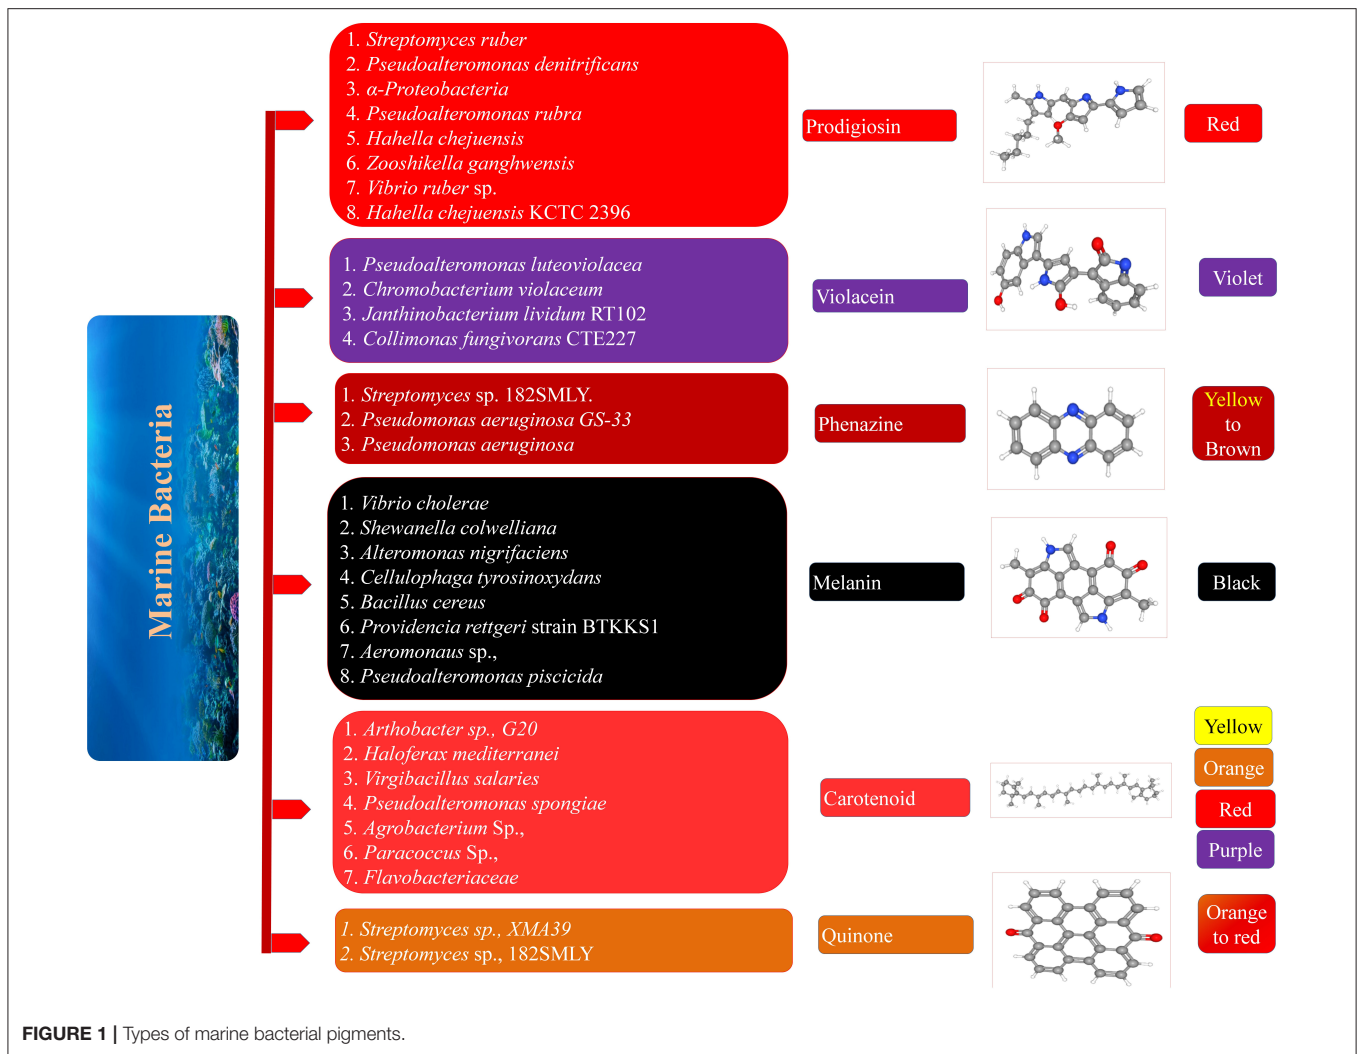 Marine Bacteria
1. Streptomyces ruber
2. Pseudoalteromonas denitrificans
3. α-Proteobacteria
4. Pseudoalteromonas rubra
5. Hahella chejuensis
6. Zooshikella ganghwensis
7. Vibrio ruber sp.
8. Hahella chejuensis KCTC 2396
Prodigiosin
Red
1. Pseudoalteromonas luteoviolacea
2. Chromobacterium violaceum
3. Janthinobacterium lividum RT102
4. Collimonas fungivorans CTE227
Violacein
Violet
1. Streptomyces sp. 182SMLY.
2. Pseudomonas aeruginosa GS-33
3. Pseudomonas aeruginosa
Phenazine
Yellow
to
Brown
1. Vibrio cholerae
2. Shewanella colwelliana
3. Alteromonas nigrifaciens
4. Cellulophaga tyrosinoxydans
5. Bacillus cereus
6. Providencia rettgeri strain BTKKS1
7. Aeromonaus sp.,
8. Pseudoalteromonas piscicida
Melanin
Black
1. Arthobacter sp., G20
2. Haloferax mediterranei
3. Virgibacillus salaries
4. Pseudoalteromonas spongiae
5. Agrobacterium Sp.,
6. Paracoccus Sp.,
7. Flavobacteriaceae
Carotenoid
Yellow
Orange
Red
Purple
1. Streptomyces sp., XMA39
2. Streptomyces sp., 182SMLY
Quinone
Orange
to red
FIGURE 1 | Types of marine bacterial pigments.